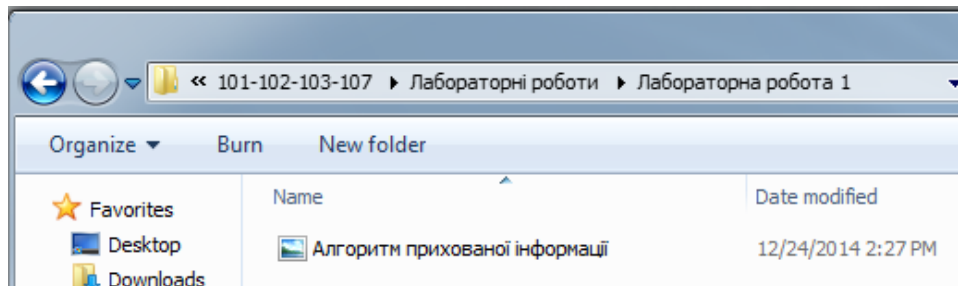 « 101-102-103-107 ▸ Лабораторні роботи ▸ Лабораторна робота 1
Organize Burn New folder
Favorites Name Date modified
Desktop Алгоритм прихованої інформації 12/24/2014 2:27 PM
Downloads